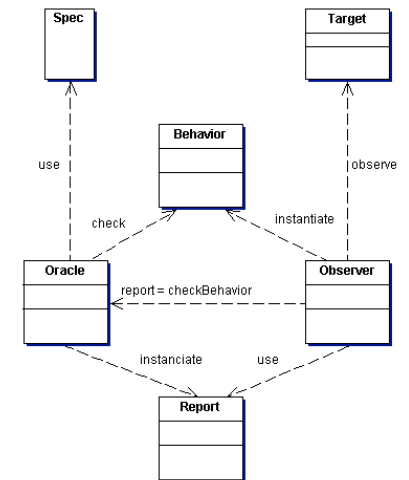 Spec
Target
Behavior
use
observe
check
instantiate
Oracle
Observer
report = checkBehavior
instanciate
use
Report